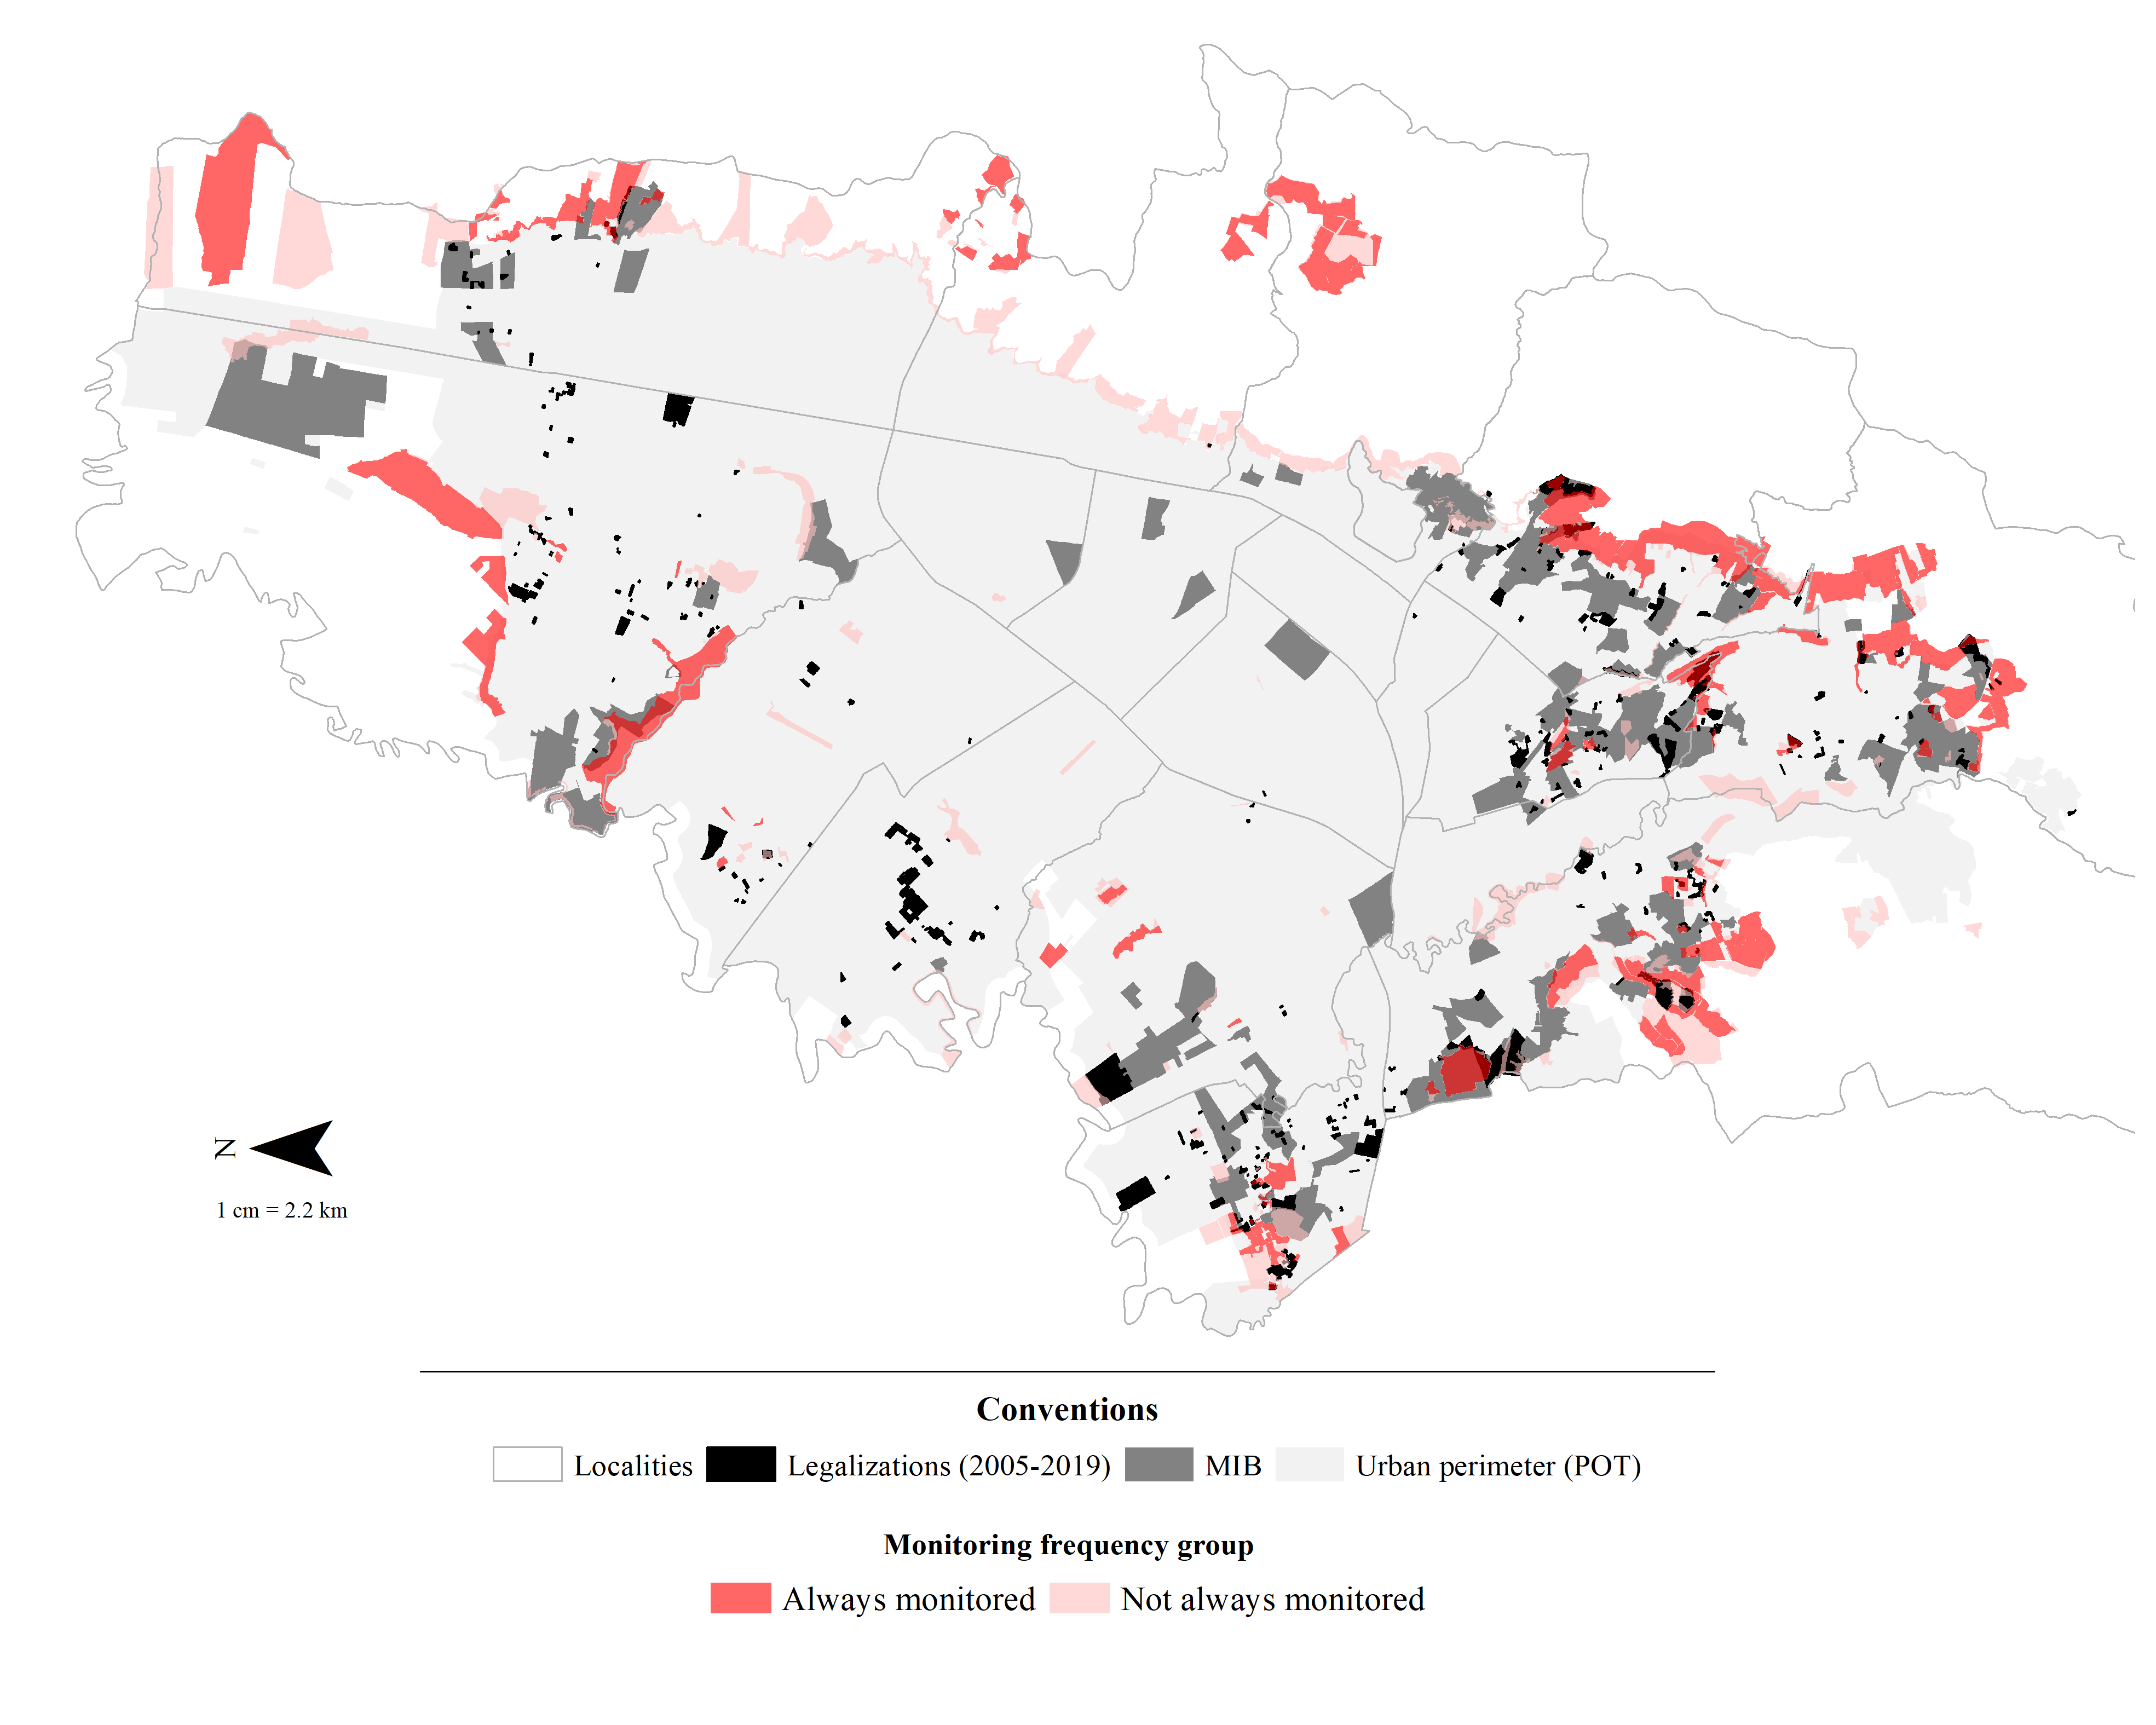 N
1 cm = 2.2 km
Conventions
Localities Legalizations (2005-2019) MIB Urban perimeter (POT)
Monitoring frequency group
Always monitored Not always monitored